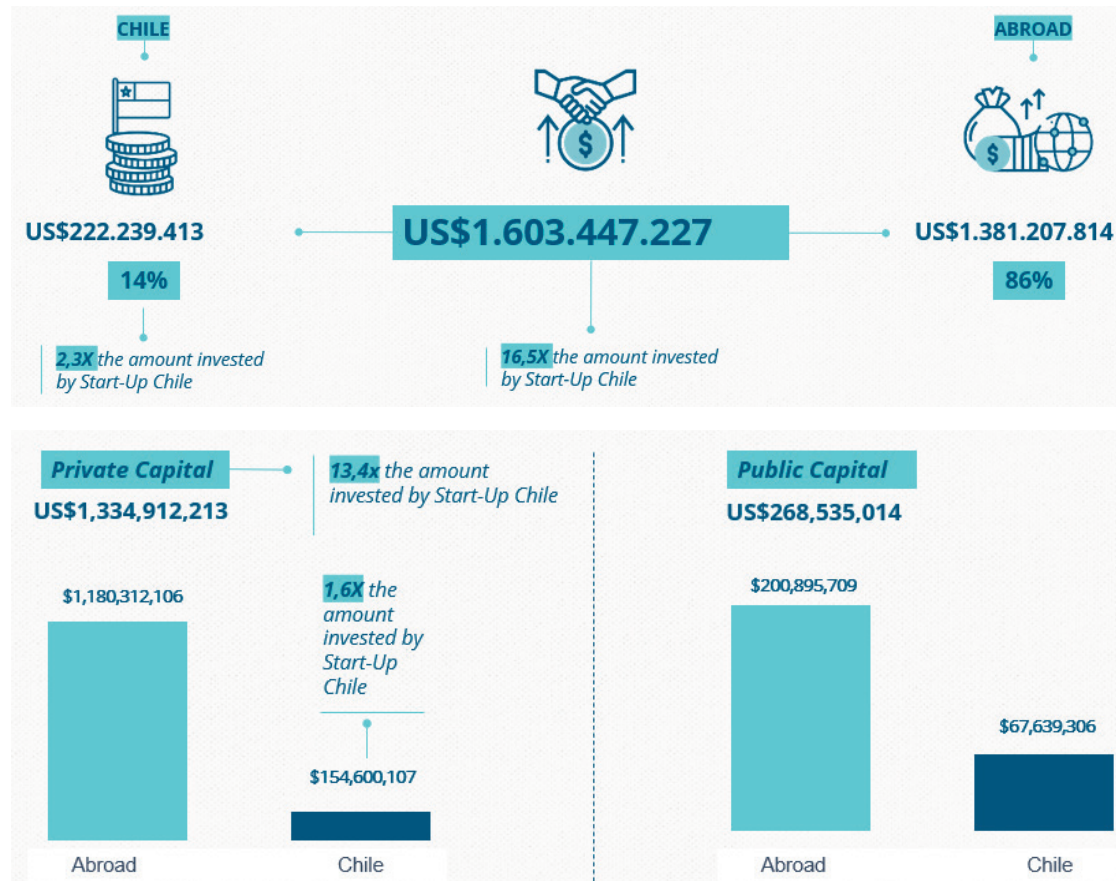 CHILE
ABROAD
US$222.239.413
US$1.603.447.227
US$1.381.207.814
14%
86%
2,3X the amount invested
by Start-Up Chile
16,5X the amount invested
by Start-Up Chile
Private Capital
US$1,334,912,213
13,4x the amount
invested by Start-Up Chile
$1,180,312,106
1,6X the
amount
invested by
Start-Up
Chile
$154,600,107
Abroad
Chile
Public Capital
US$268,535,014
$200,895,709
$67,639,306
Abroad
Chile